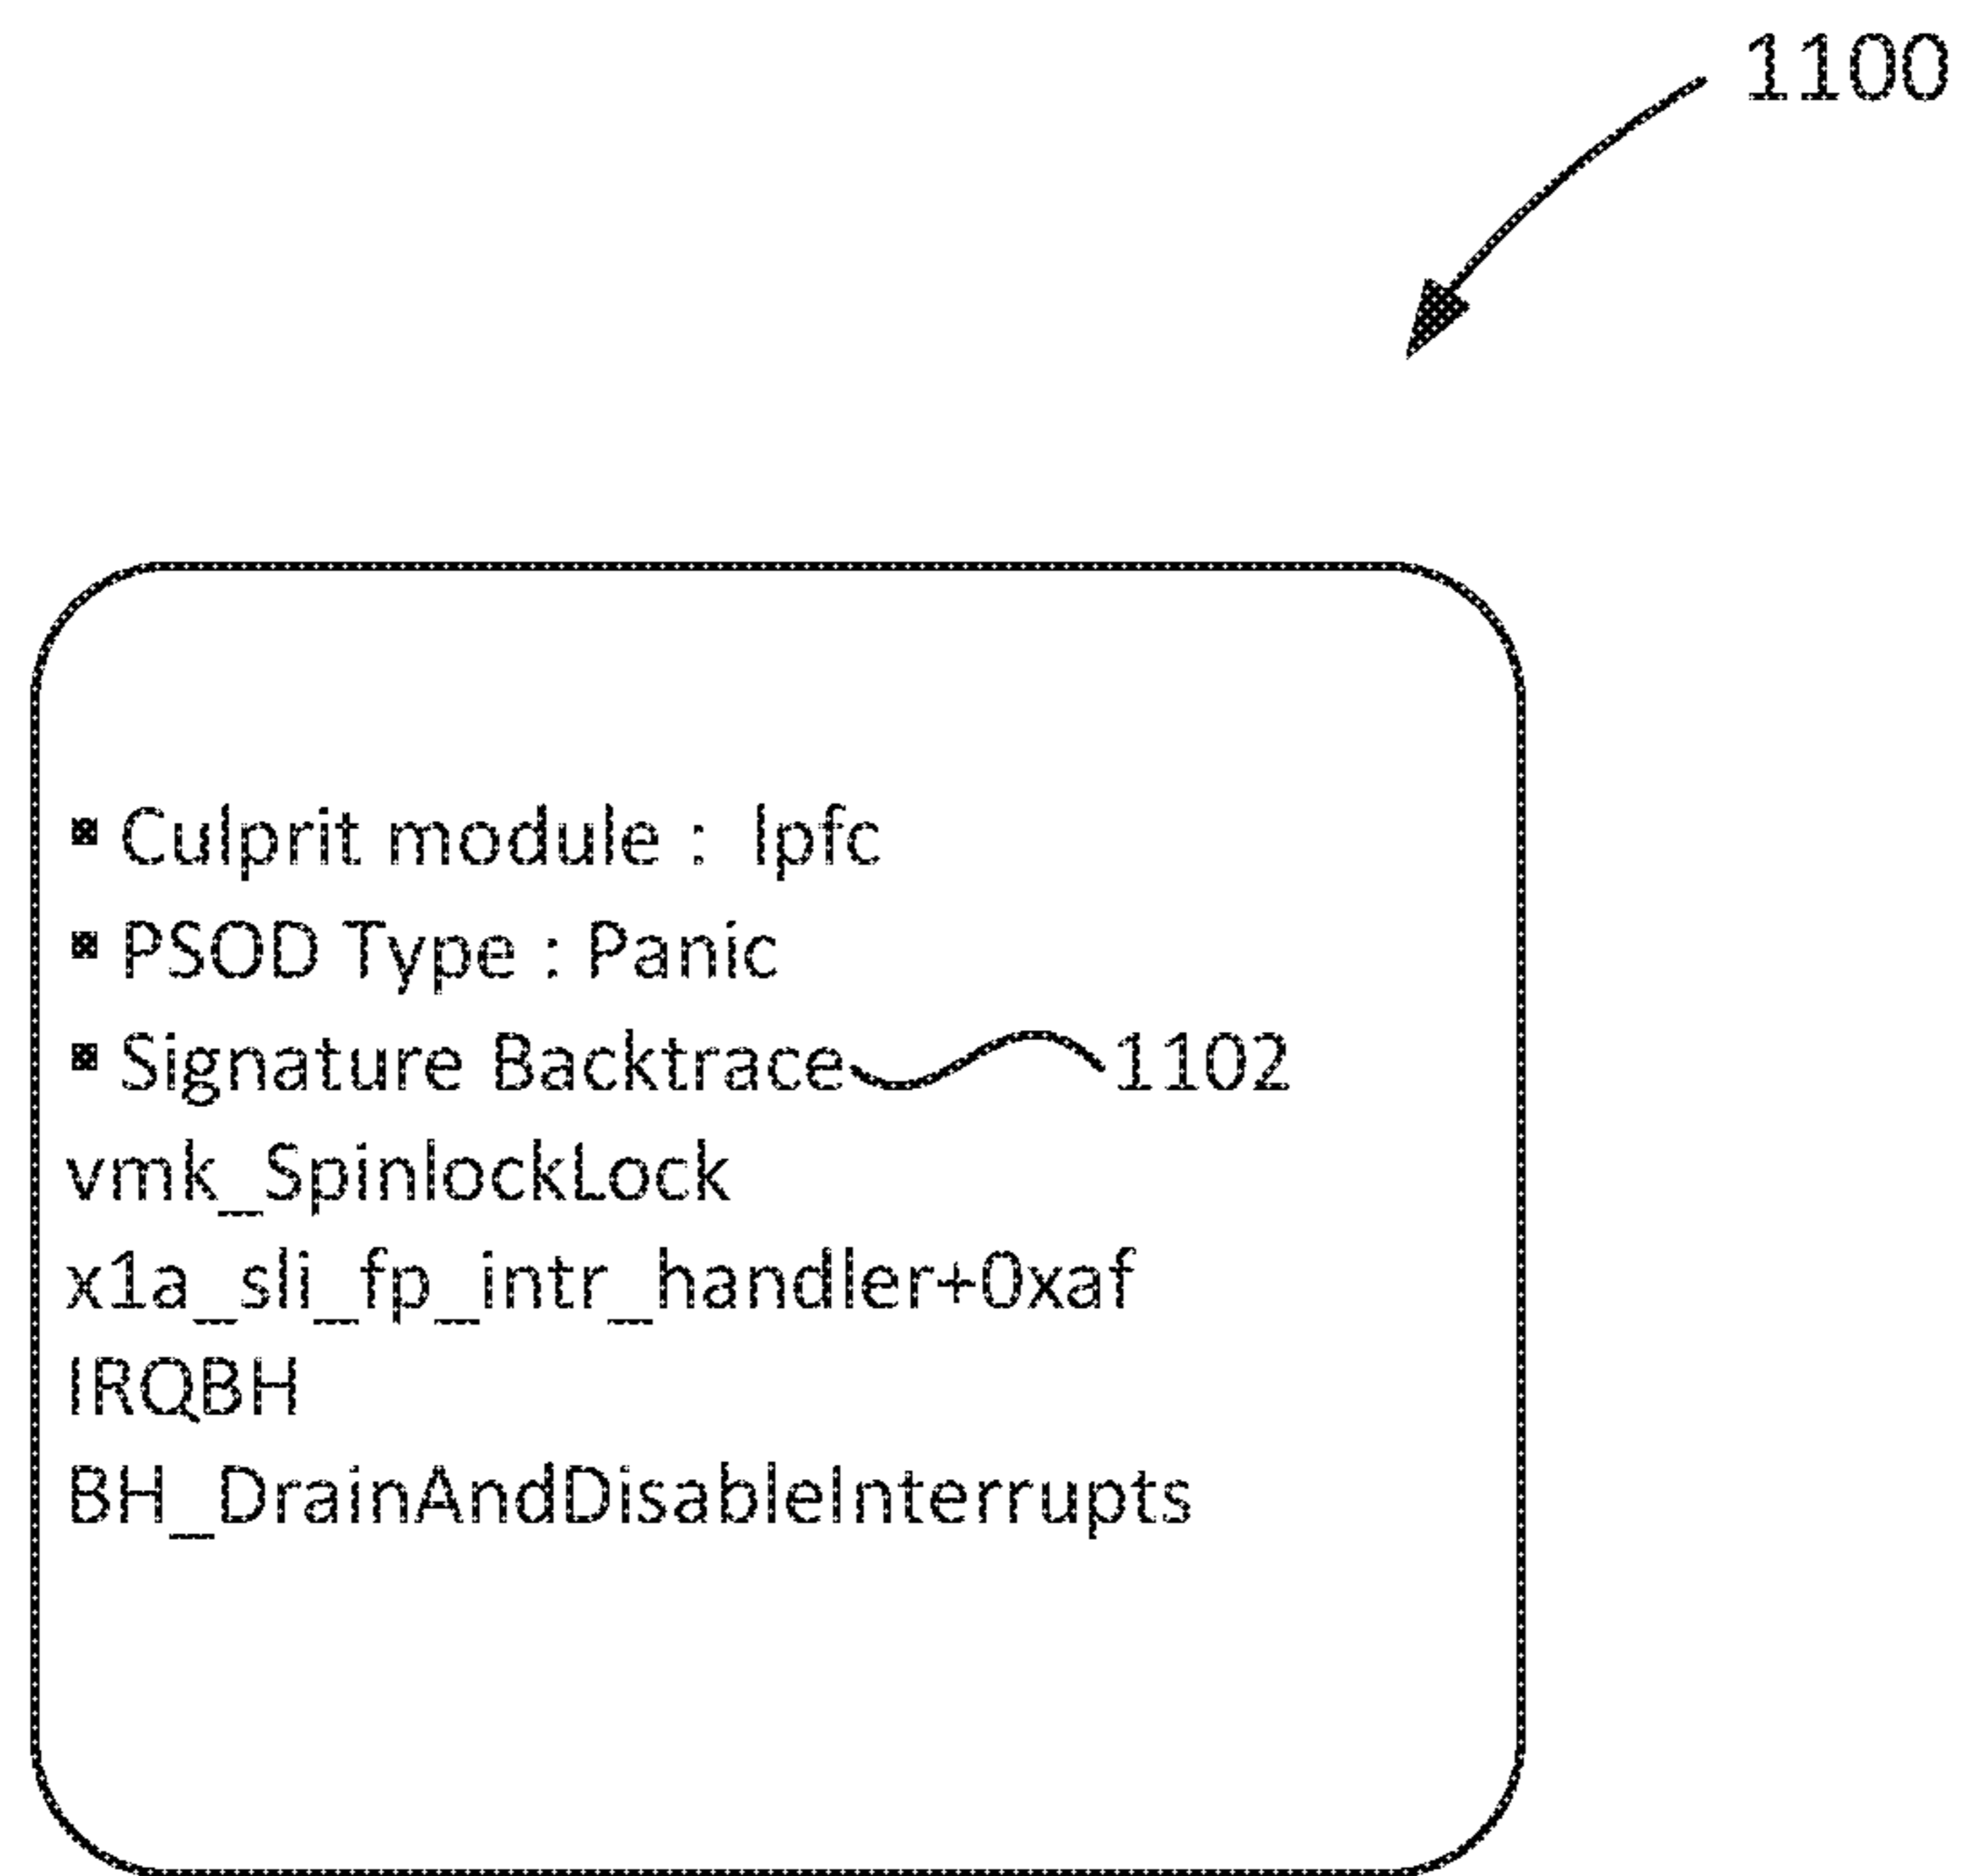 1100
▪ Culprit module :  lpfc
▪ PSOD Type : Panic
▪ Signature Backtrace 1102
vmk_SpinlockLock
x1a_sli_fp_intr_handler+0xaf
IRQBH
BH_DrainAndDisableInterrupts